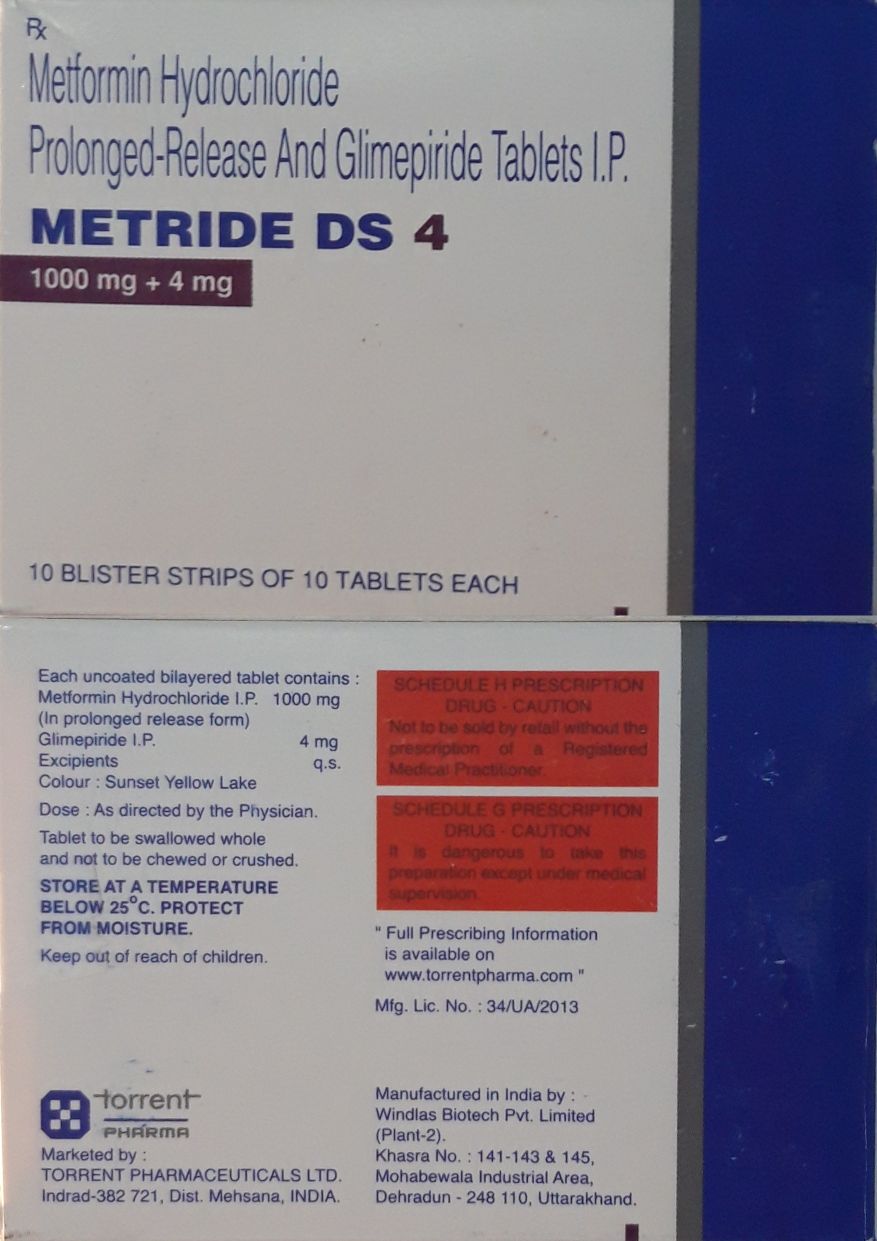 Rx
Metformin Hydrochloride
Prolonged-Release And Glimepiride Tablets I.P.
METRIDE DS 4
1000 mg + 4 mg
10 BLISTER STRIPS OF 10 TABLETS EACH
Each uncoated bilayered tablet contains :
Metformin Hydrochloride I.P. 1000 mg
(In prolonged release form)
Glimepiride I.P. 4 mg
Excipients q.s.
Colour : Sunset Yellow Lake
Dose : As directed by the Physician.
Tablet to be swallowed whole
and not to be chewed or crushed.
STORE AT A TEMPERATURE
BELOW 25°C. PROTECT
FROM MOISTURE.
Keep out of reach of children.
torrent
PHARMA
Marketed by :
TORRENT PHARMACEUTICALS LTD.
Indrad-382 721, Dist. Mehsana, INDIA.
SCHEDULE H PRESCRIPTION
DRUG - CAUTION
Not to be sold by retail without the
prescription of a Registered
Medical Practitioner.
SCHEDULE G PRESCRIPTION
DRUG - CAUTION
It is dangerous to take this
preparation except under medical
supervision.
" Full Prescribing Information
is available on
www.torrentpharma.com "
Mfg. Lic. No. : 34/UA/2013
Manufactured in India by :
Windlas Biotech Pvt. Limited
(Plant-2).
Khasra No. : 141-143 & 145,
Mohabewala Industrial Area,
Dehradun - 248 110, Uttarakhand.